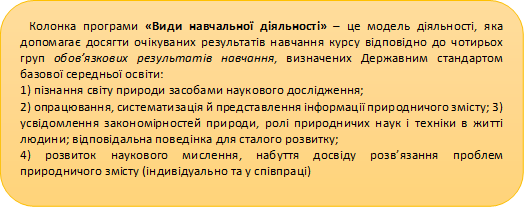 Колонка програми «Види навчальної діяльності» – це модель діяльності, яка
допомагає досягти очікуваних результатів навчання курсу відповідно до чотирьох
груп обов’язкових результатів навчання, визначених Державним стандартом
базової середньої освіти:
1) пізнання світу природи засобами наукового дослідження;
2) опрацювання, систематизація й представлення інформації природничого змісту; 3)
усвідомлення закономірностей природи, ролі природничих наук і техніки в житті
людини; відповідальна поведінка для сталого розвитку;
4) розвиток наукового мислення, набуття досвіду розв’язання проблем
природничого змісту (індивідуально та у співпраці)